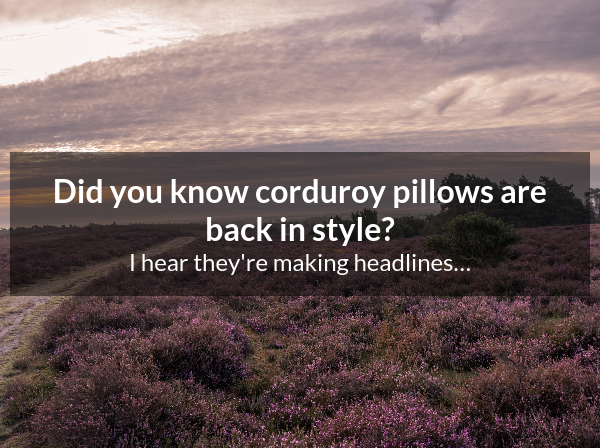 Did you know corduroy pillows are
back in style?
I hear they're making headlines...